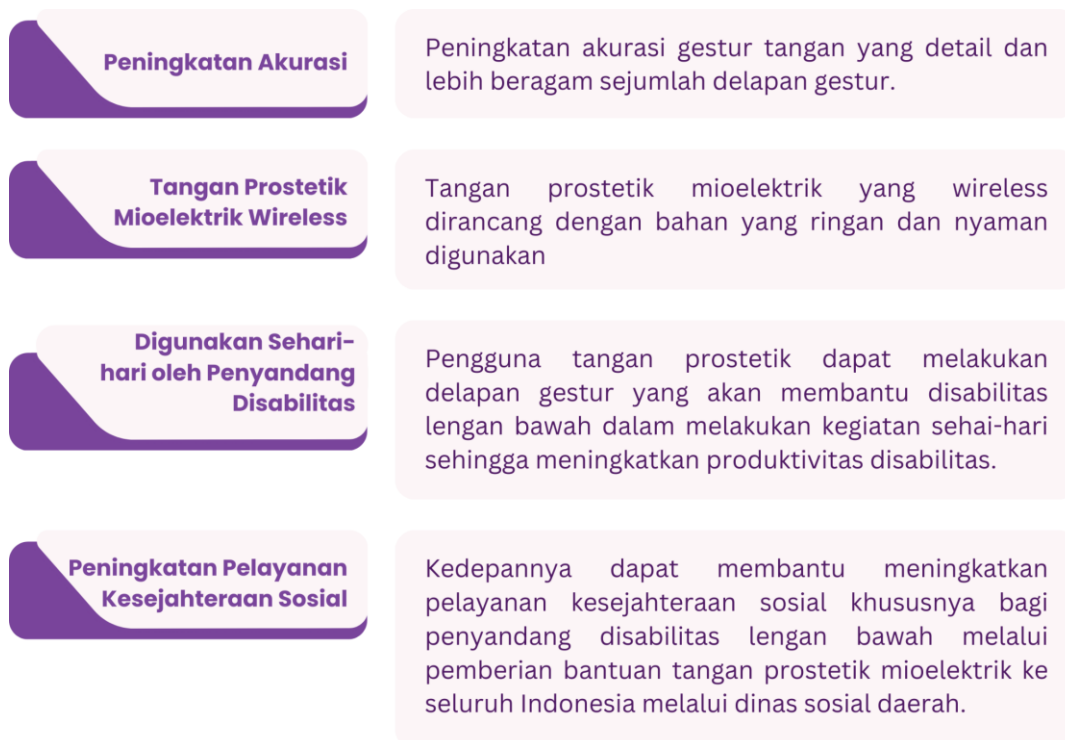 Peningkatan Akurasi
Peningkatan akurasi gestur tangan yang detail dan
lebih beragam sejumlah delapan gestur.
Tangan Prostetik
Mioelektrik Wireless
Tangan prostetik mioelektrik yang wireless
dirancang dengan bahan yang ringan dan nyaman
digunakan
Digunakan Sehari-
hari oleh Penyandang
Disabilitas
Pengguna tangan prostetik dapat melakukan
delapan gestur yang akan membantu disabilitas
lengan bawah dalam melakukan kegiatan sehai-hari
sehingga meningkatkan produktivitas disabilitas.
Peningkatan Pelayanan
Kesejahteraan Sosial
Kedepannya dapat membantu meningkatkan
pelayanan kesejahteraan sosial khususnya bagi
penyandang disabilitas lengan bawah melalui
pemberian bantuan tangan prostetik mioelektrik ke
seluruh Indonesia melalui dinas sosial daerah.